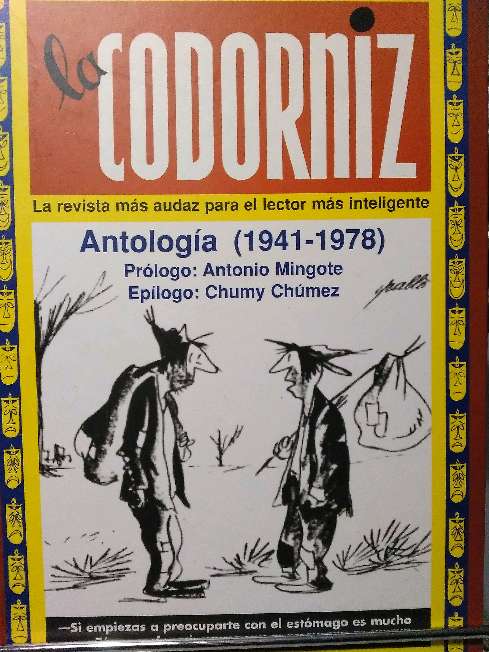 la CODORNIZ
La revista más audaz para el lector más inteligente
Antología (1941-1978)
Prólogo: Antonio Mingote
Epílogo: Chumy Chúmez
—Si empiezas a preocuparte con el estómago es mucho